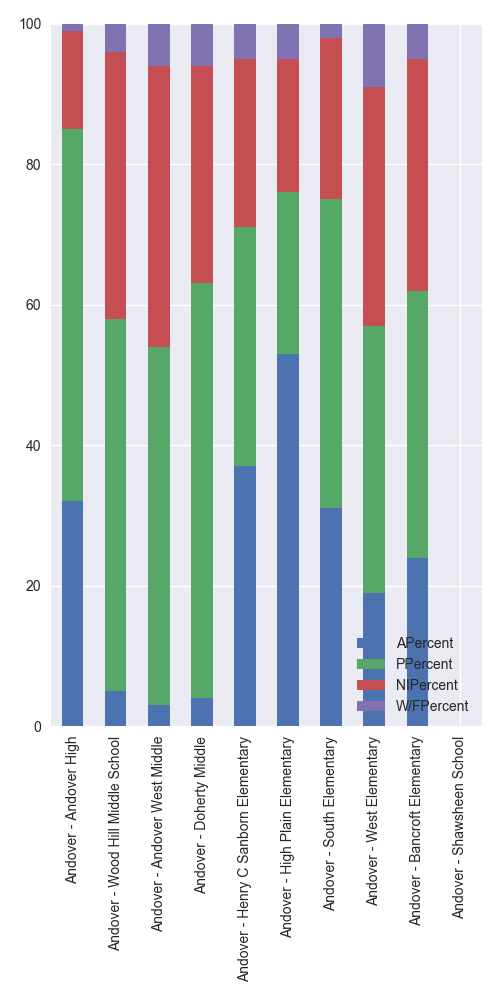 100
80
60
40
20
0
APercent
PPercent
NIPercent
W/FPercent
Andover - Andover High
Andover - Wood Hill Middle School
Andover - Andover West Middle
Andover - Doherty Middle
Andover - Henry C Sanborn Elementary
Andover - High Plain Elementary
Andover - South Elementary
Andover - West Elementary
Andover - Bancroft Elementary
Andover - Shawsheen School